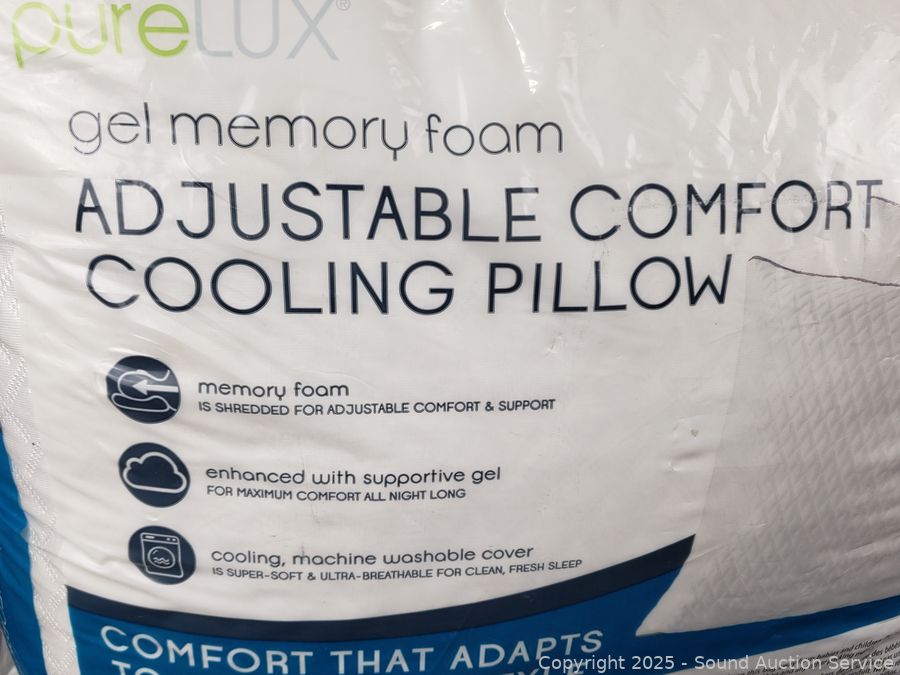 pureLUX®
gel memory foam
ADJUSTABLE COMFORT
COOLING PILLOW
memory foam
IS SHREDDED FOR ADJUSTABLE COMFORT & SUPPORT
enhanced with supportive gel
FOR MAXIMUM COMFORT ALL NIGHT LONG
cooling, machine washable cover
IS SUPER-SOFT & ULTRA-BREATHABLE FOR CLEAN, FRESH SLEEP
COMFORT THAT ADAPTS
Copyright 2025 - Sound Auction Service